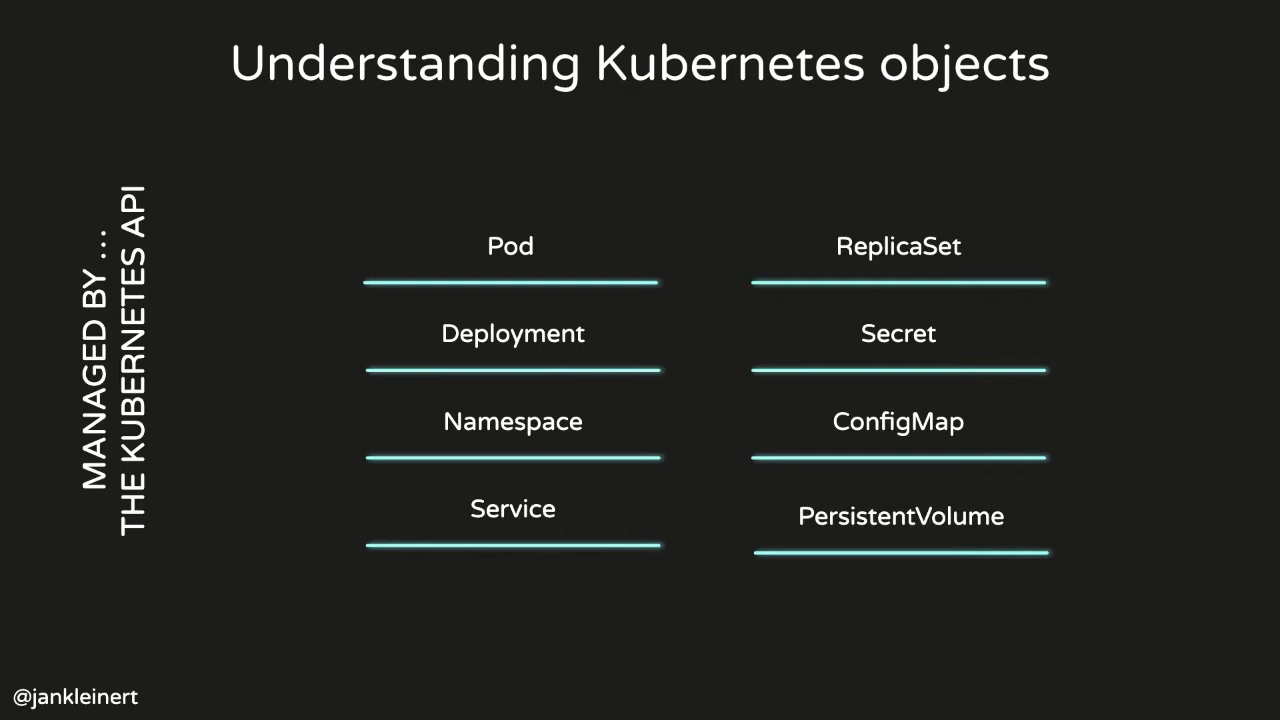 Understanding Kubernetes objects
MANAGED BY ...
THE KUBERNETES API
Pod
Deployment
Namespace
Service
ReplicaSet
Secret
ConfigMap
PersistentVolume
@jankleinert